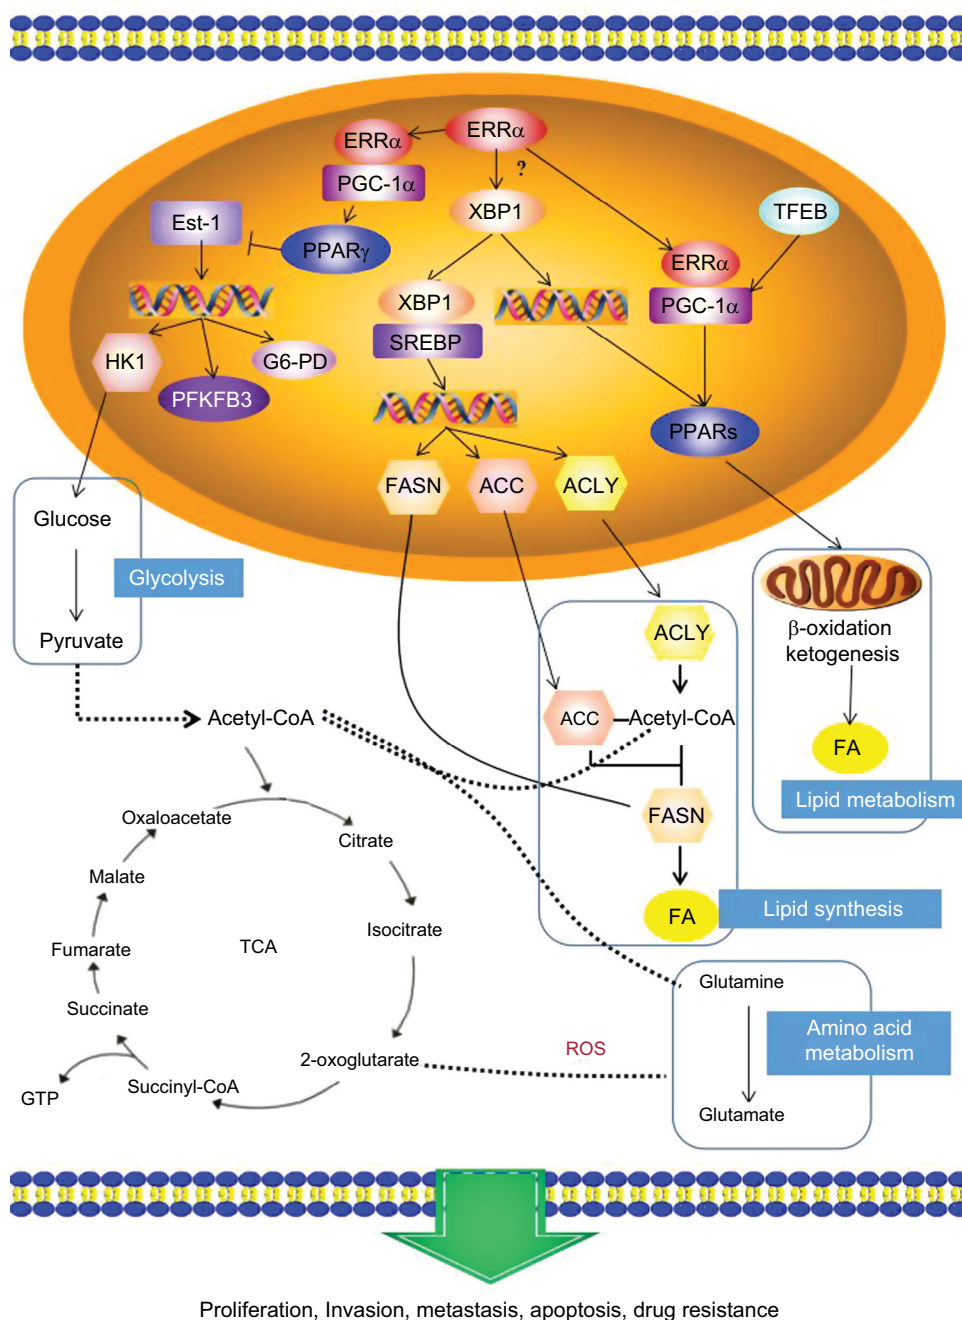 ERRα
ERRα
?
PGC-1α
XBP1
TFEB
Est-1
PPARγ
ERRα
XBP1
PGC-1α
SREBP
HK1
G6-PD
PFKFB3
PPARs
FASN
ACC
ACLY
Glucose
Glycolysis
Pyruvate
ACLY
β-oxidation
ketogenesis
Acetyl-CoA
ACC
Acetyl-CoA
FA
Lipid metabolism
Oxaloacetate
Citrate
FASN
Malate
Isocitrate
FA
Lipid synthesis
Fumarate
TCA
Glutamine
Succinate
Amino acid
metabolism
2-oxoglutarate
ROS
Succinyl-CoA
GTP
Glutamate
Proliferation, Invasion, metastasis, apoptosis, drug resistance